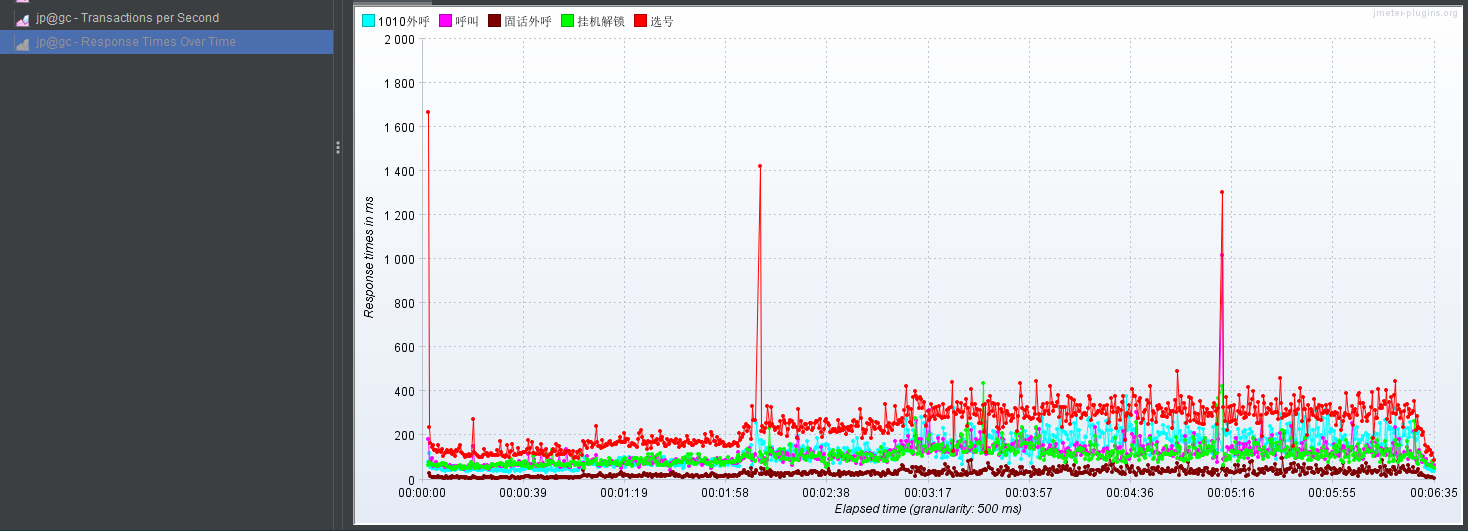 jp@gc - Transactions per Second
jp@gc - Response Times Over Time
jmeter-plugins.org
1010外呼 呼叫 固话外呼 挂机解锁 选号
2 000
1 800
1 600
1 400
1 200
1 000
800
600
400
200
0
Response times in ms
00:00:00 00:00:39 00:01:19 00:01:58 00:02:38 00:03:17 00:03:57 00:04:36 00:05:16 00:05:55 00:06:35
Elapsed time (granularity: 500 ms)